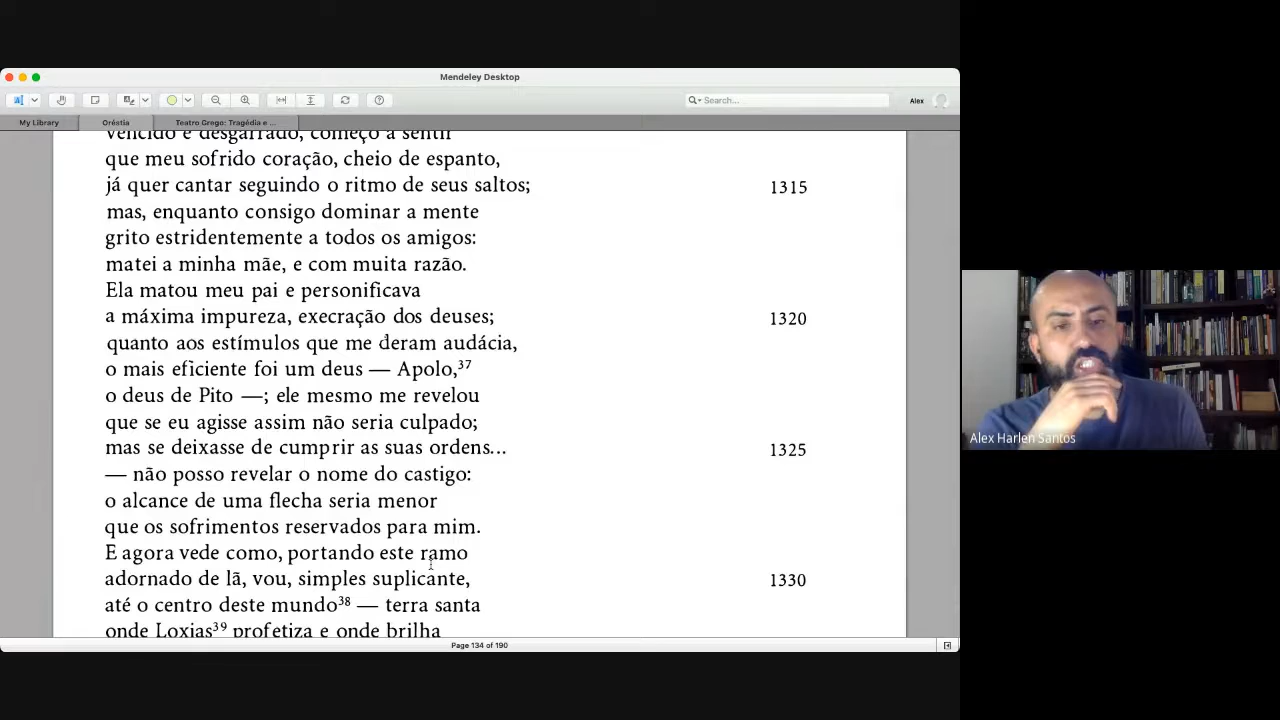 Mendeley Desktop
Search...
Alex
My Library
Oréstia
Teatro Grego: Tragédia e ...
vencido e desgarrado, começo a sentir
que meu sofrido coração, cheio de espanto,
já quer cantar seguindo o ritmo de seus saltos; 1315
mas, enquanto consigo dominar a mente
grito estridentemente a todos os amigos:
matei a minha mãe, e com muita razão.
Ela matou meu pai e personificava
a máxima impureza, execração dos deuses; 1320
quanto aos estímulos que me deram audácia,
o mais eficiente foi um deus — Apolo,³⁷
o deus de Pito —; ele mesmo me revelou
que se eu agisse assim não seria culpado;
mas se deixasse de cumprir as suas ordens... 1325
— não posso revelar o nome do castigo:
o alcance de uma flecha seria menor
que os sofrimentos reservados para mim.
E agora vede como, portando este ramo
adornado de lã, vou, simples suplicante, 1330
até o centro deste mundo³⁸ — terra santa
onde Loxias³⁹ profetiza e onde brilha
Page 134 of 190
Alex Harlen Santos